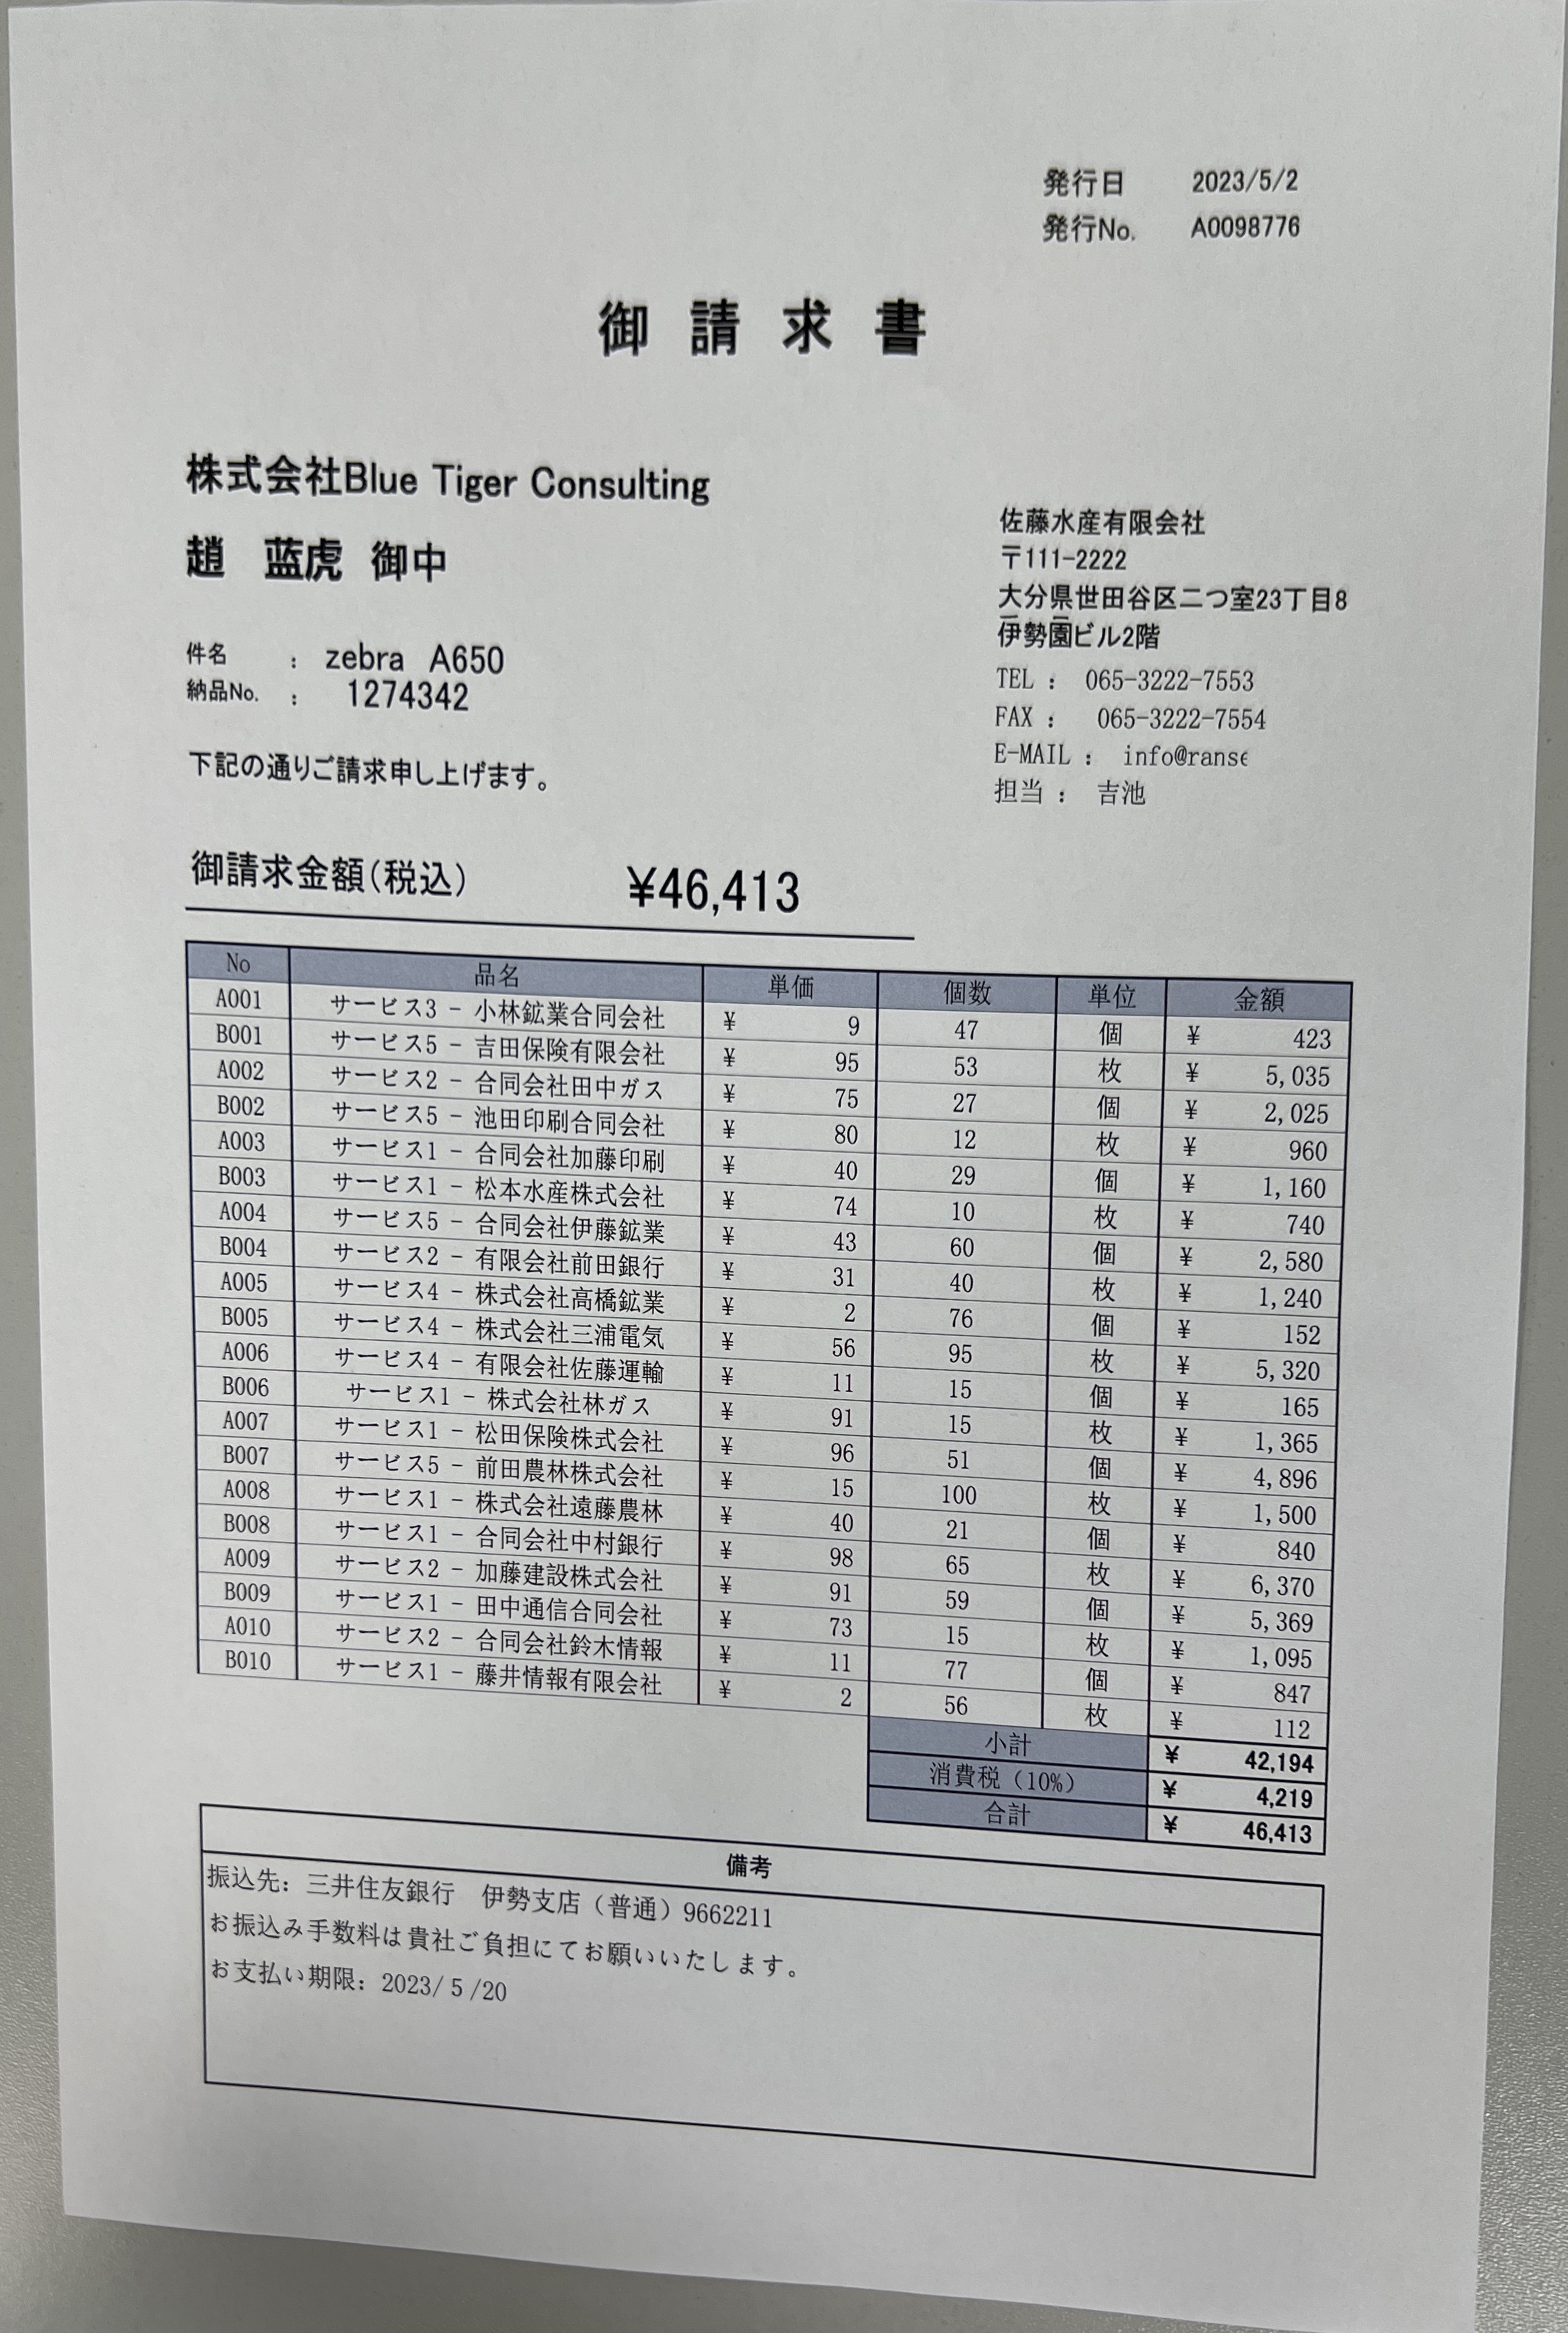 発行日 2023/5/2
発行No. A0098776
御 請 求 書
株式会社Blue Tiger Consulting
趙 蓝虎 御中
件名 : zebra A650
納品No. : 1274342
下記の通りご請求申し上げます。
佐藤水産有限会社
〒111-2222
大分県世田谷区二つ室23丁目8
伊勢園ビル2階
TEL : 065-3222-7553
FAX : 065-3222-7554
E-MAIL : info@ranse
担当 : 吉池
御請求金額(税込) ¥46,413
No 品名 単価 個数 単位 金額
A001 サービス3 - 小林鉱業合同会社 ¥ 9 47 個 ¥ 423
B001 サービス5 - 吉田保険有限会社 ¥ 95 53 枚 ¥ 5,035
A002 サービス2 - 合同会社田中ガス ¥ 75 27 個 ¥ 2,025
B002 サービス5 - 池田印刷合同会社 ¥ 80 12 枚 ¥ 960
A003 サービス1 - 合同会社加藤印刷 ¥ 40 29 個 ¥ 1,160
B003 サービス1 - 松本水産株式会社 ¥ 74 10 枚 ¥ 740
A004 サービス5 - 合同会社伊藤鉱業 ¥ 43 60 個 ¥ 2,580
B004 サービス2 - 有限会社前田銀行 ¥ 31 40 枚 ¥ 1,240
A005 サービス4 - 株式会社高橋鉱業 ¥ 2 76 個 ¥ 152
B005 サービス4 - 株式会社三浦電気 ¥ 56 95 枚 ¥ 5,320
A006 サービス4 - 有限会社佐藤運輸 ¥ 11 15 個 ¥ 165
B006 サービス1 - 株式会社林ガス ¥ 91 15 枚 ¥ 1,365
A007 サービス1 - 松田保険株式会社 ¥ 96 51 個 ¥ 4,896
B007 サービス5 - 前田農林株式会社 ¥ 15 100 枚 ¥ 1,500
A008 サービス1 - 株式会社遠藤農林 ¥ 40 21 個 ¥ 840
B008 サービス1 - 合同会社中村銀行 ¥ 98 65 枚 ¥ 6,370
A009 サービス2 - 加藤建設株式会社 ¥ 91 59 個 ¥ 5,369
B009 サービス1 - 田中通信合同会社 ¥ 73 15 枚 ¥ 1,095
A010 サービス2 - 合同会社鈴木情報 ¥ 11 77 個 ¥ 847
B010 サービス1 - 藤井情報有限会社 ¥ 2 56 枚 ¥ 112
小計 ¥ 42,194
消費税(10%) ¥ 4,219
合計 ¥ 46,413
備考
振込先: 三井住友銀行 伊勢支店(普通)9662211
お振込み手数料は貴社ご負担にてお願いいたします。
お支払い期限: 2023/ 5 /20